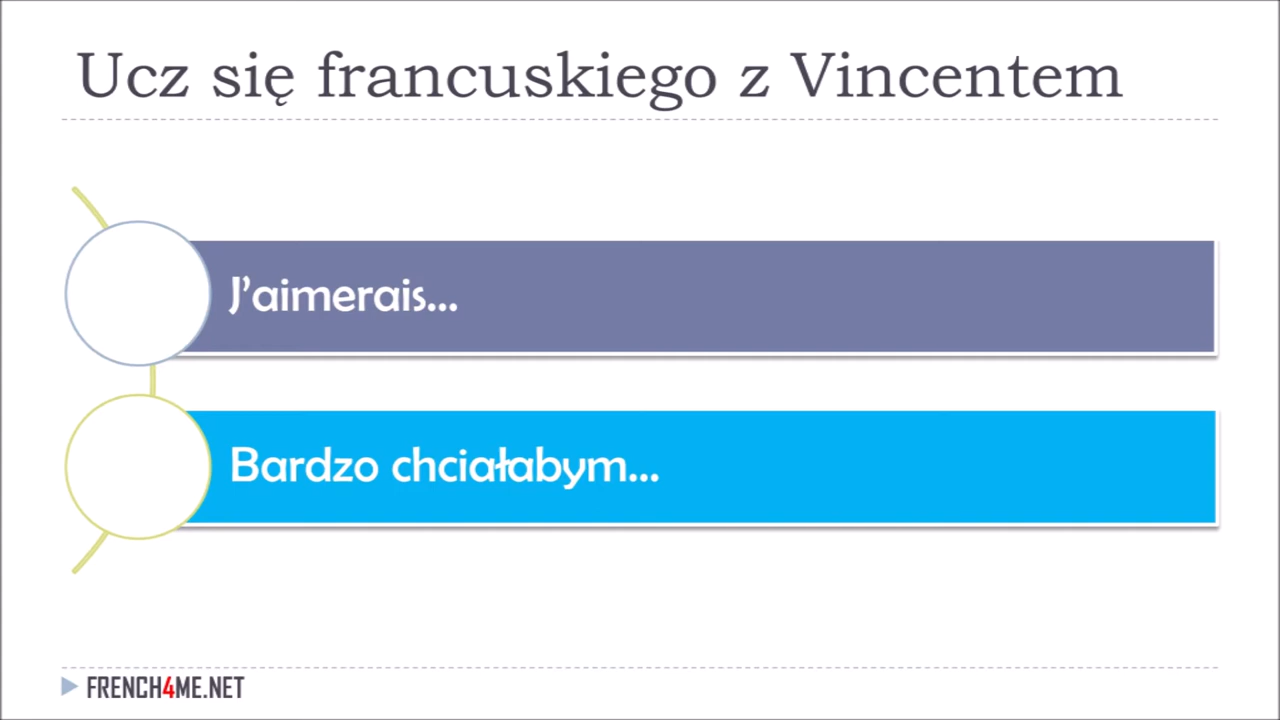 Ucz się francuskiego z Vincentem
J’aimerais...
Bardzo chciałabym...
FRENCH4ME.NET